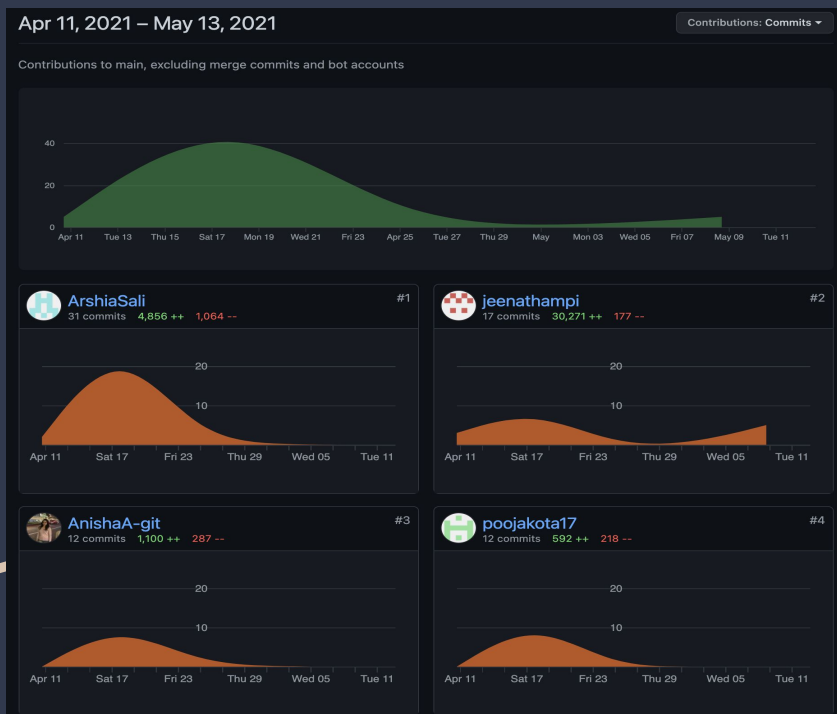 Apr 11, 2021 – May 13, 2021
Contributions: Commits
Contributions to main, excluding merge commits and bot accounts
40
20
0
Apr 11 Tue 13 Thu 15 Sat 17 Mon 19 Wed 21 Fri 23 Apr 25 Tue 27 Thu 29 May Mon 03 Wed 05 Fri 07 May 09 Tue 11
ArshiaSali #1
31 commits 4,856 ++ 1,064 --
20
10
Apr 11 Sat 17 Fri 23 Thu 29 Wed 05 Tue 11
jeenathampi #2
17 commits 30,271 ++ 177 --
20
10
Apr 11 Sat 17 Fri 23 Thu 29 Wed 05 Tue 11
AnishaA-git #3
12 commits 1,100 ++ 287 --
20
10
Apr 11 Sat 17 Fri 23 Thu 29 Wed 05 Tue 11
poojakota17 #4
12 commits 592 ++ 218 --
20
10
Apr 11 Sat 17 Fri 23 Thu 29 Wed 05 Tue 11